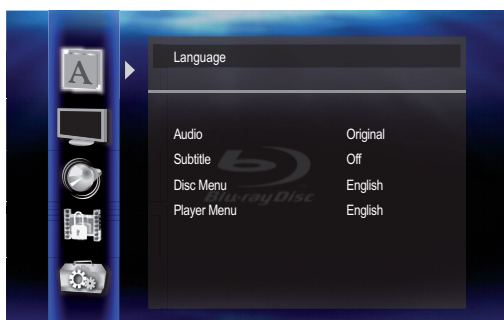 A
Language
Audio Original
Subtitle Off
Disc Menu English
Player Menu English
Blu-ray Disc